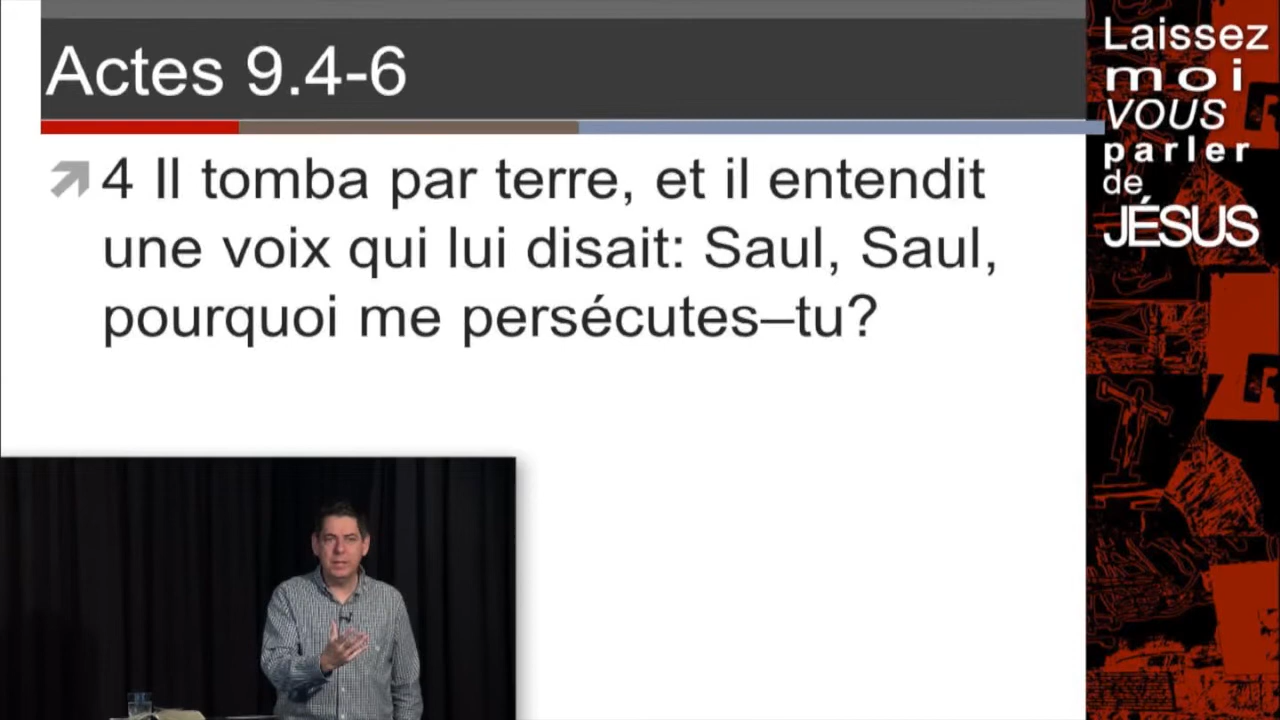 Actes 9.4-6
4 Il tomba par terre, et il entendit
une voix qui lui disait: Saul, Saul,
pourquoi me persécutes–tu?
Laissez
moi
VOUS
parler
de
JÉSUS